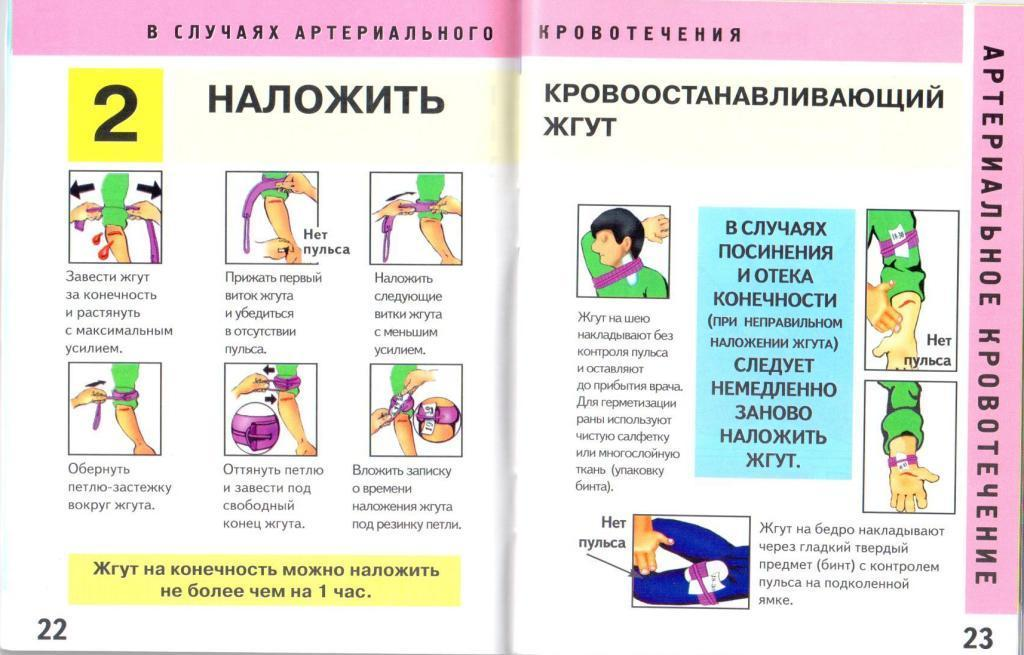 В СЛУЧАЯХ АРТЕРИАЛЬНОГО КРОВОТЕЧЕНИЯ
2
НАЛОЖИТЬ
Нет
пульса
Завести жгут
за конечность
и растянуть
с максимальным
усилием.
Прижать первый
виток жгута
и убедиться
в отсутствии
пульса.
Наложить
следующие
витки жгута
с меньшим
усилием.
Обернуть
петлю-застежку
вокруг жгута.
Оттянуть петлю
и завести под
свободный
конец жгута.
Вложить записку
о времени
наложения жгута
под резинку петли.
Жгут на конечность можно наложить
не более чем на 1 час.
22
КРОВООСТАНАВЛИВАЮЩИЙ
ЖГУТ
Жгут на шею
накладывают без
контроля пульса
и оставляют
до прибытия врача.
Для герметизации
раны используют
чистую салфетку
или многослойную
ткань (упаковку
бинта).
В СЛУЧАЯХ
ПОСИНЕНИЯ
И ОТЕКА
КОНЕЧНОСТИ
(ПРИ НЕПРАВИЛЬНОМ
НАЛОЖЕНИИ ЖГУТА)
СЛЕДУЕТ
НЕМЕДЛЕННО
ЗАНОВО
НАЛОЖИТЬ
ЖГУТ.
Нет
пульса
Нет
пульса
Жгут на бедро накладывают
через гладкий твердый
предмет (бинт) с контролем
пульса на подколенной
ямке.
23
АРТЕРИАЛЬНОЕ КРОВОТЕЧЕНИЕ